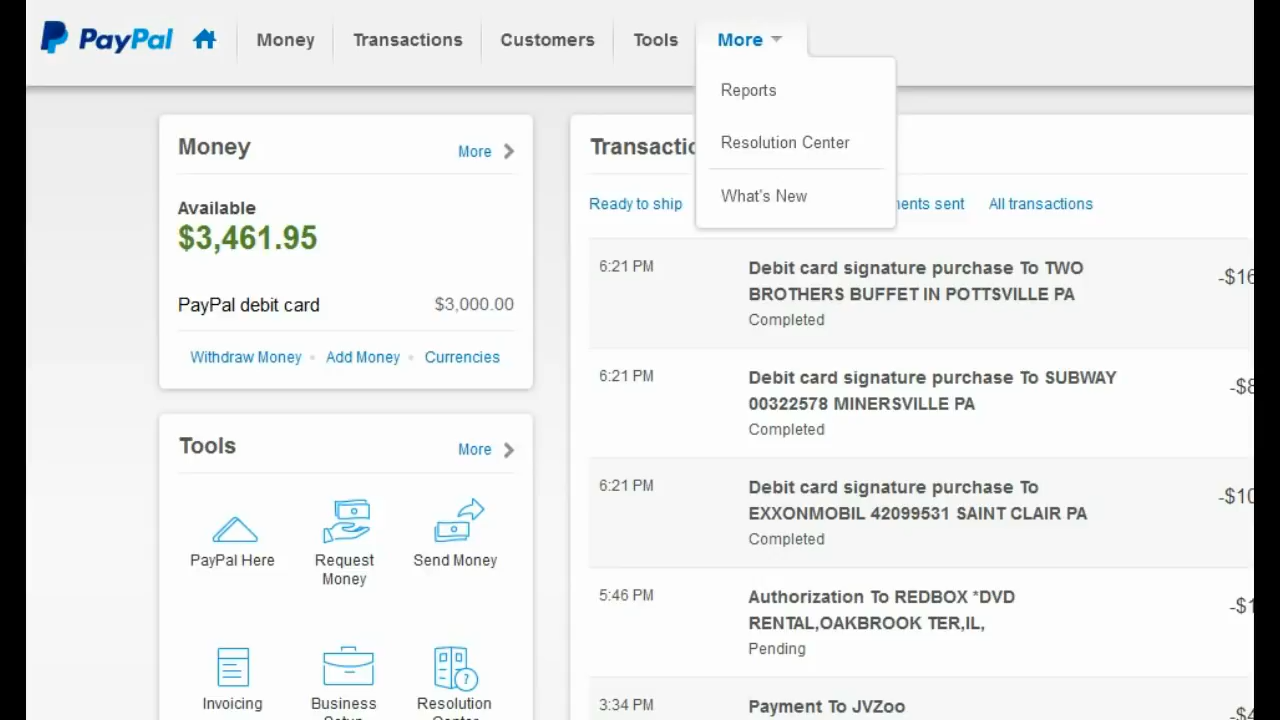 PayPal
Money
Transactions
Customers
Tools
More
Reports
Resolution Center
What's New
Money
More
Available
$3,461.95
PayPal debit card
$3,000.00
Withdraw Money
Add Money
Currencies
Tools
More
PayPal Here
Request
Money
Send Money
Invoicing
Business
Resolution
Ready to ship
sent
All transactions
6:21 PM
Debit card signature purchase To TWO
BROTHERS BUFFET IN POTTSVILLE PA
Completed
6:21 PM
Debit card signature purchase To SUBWAY
00322578 MINERSVILLE PA
Completed
6:21 PM
Debit card signature purchase To
EXXONMOBIL 42099531 SAINT CLAIR PA
Completed
5:46 PM
Authorization To REDBOX *DVD
RENTAL,OAKBROOK TER,IL,
Pending
3:34 PM
Payment To JVZoo